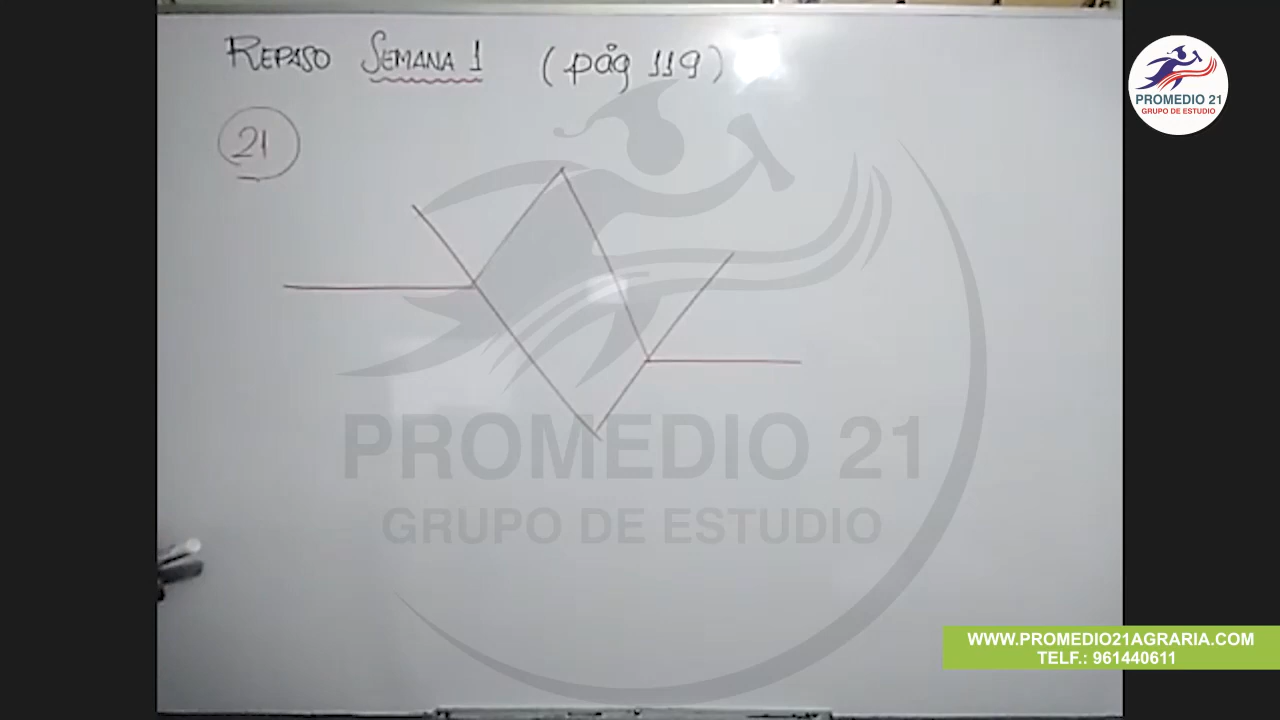 REPASO SEMANA 1 (pág 119)
21
PROMEDIO 21
GRUPO DE ESTUDIO
PROMEDIO 21
GRUPO DE ESTUDIO
WWW.PROMEDIO21AGRARIA.COM
TELF.: 961440611